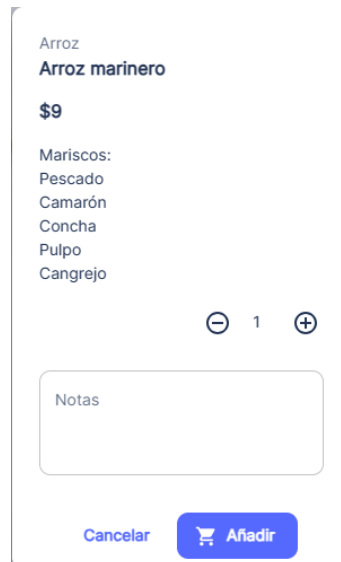 Arroz
Arroz marinero
$9
Mariscos:
Pescado
Camarón
Concha
Pulpo
Cangrejo
1
Notas
Cancelar Añadir